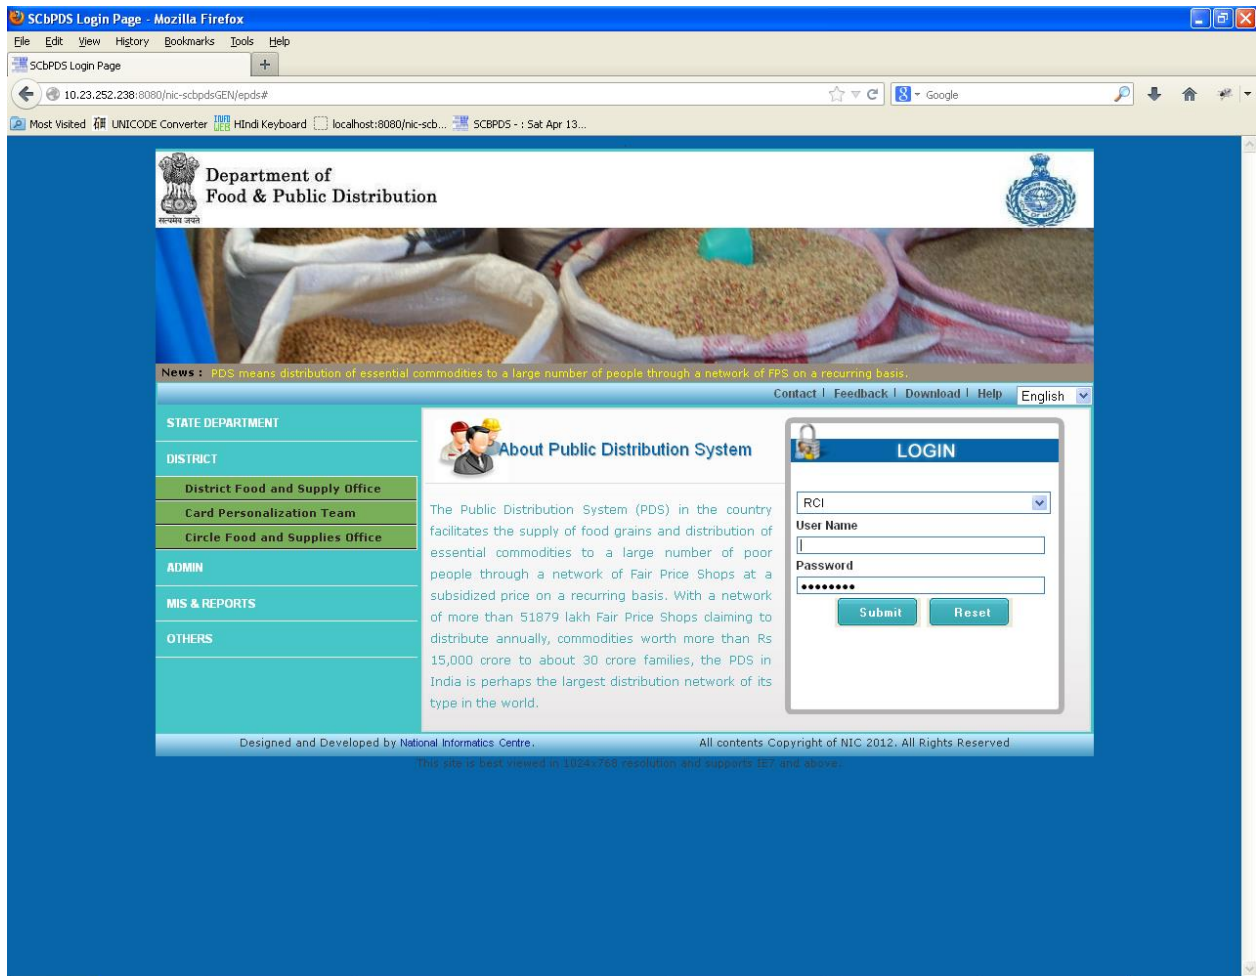 SCbPDS Login Page - Mozilla Firefox
File Edit View History Bookmarks Tools Help
SCbPDS Login Page
10.23.252.238:8080/nic-scbpdsGEN/epds#
Google
Most Visited UNICODE Converter HIndi Keyboard localhost:8080/nic-scb... SCBPDS - : Sat Apr 13...
Department of
Food & Public Distribution
सत्यमेव जयते
News : PDS means distribution of essential commodities to a large number of people through a network of FPS on a recurring basis.
Contact | Feedback | Download | Help English
STATE DEPARTMENT
DISTRICT
District Food and Supply Office
Card Personalization Team
Circle Food and Supplies Office
ADMIN
MIS & REPORTS
OTHERS
About Public Distribution System
The Public Distribution System (PDS) in the country
facilitates the supply of food grains and distribution of
essential commodities to a large number of poor
people through a network of Fair Price Shops at a
subsidized price on a recurring basis. With a network
of more than 51879 lakh Fair Price Shops claiming to
distribute annually, commodities worth more than Rs
15,000 crore to about 30 crore families, the PDS in
India is perhaps the largest distribution network of its
type in the world.
LOGIN
RCI
User Name
Password
Submit Reset
Designed and Developed by National Informatics Centre. All contents Copyright of NIC 2012. All Rights Reserved
This site is best viewed in 1024x768 resolution and supports IE7 and above.